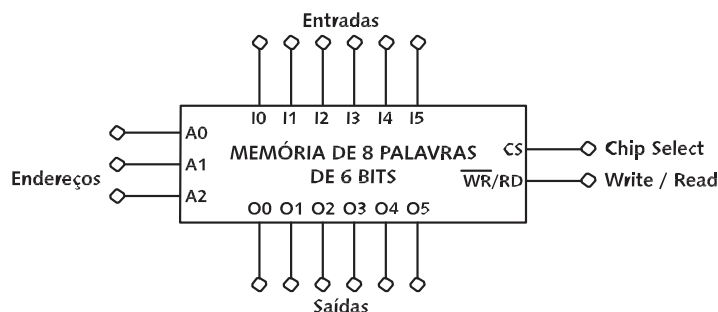 Entradas
I0 I1 I2 I3 I4 I5
A0
A1
A2
Endereços
MEMÓRIA DE 8 PALAVRAS
DE 6 BITS
CS
Chip Select
W̅R̅/RD
Write / Read
O0 O1 O2 O3 O4 O5
Saídas